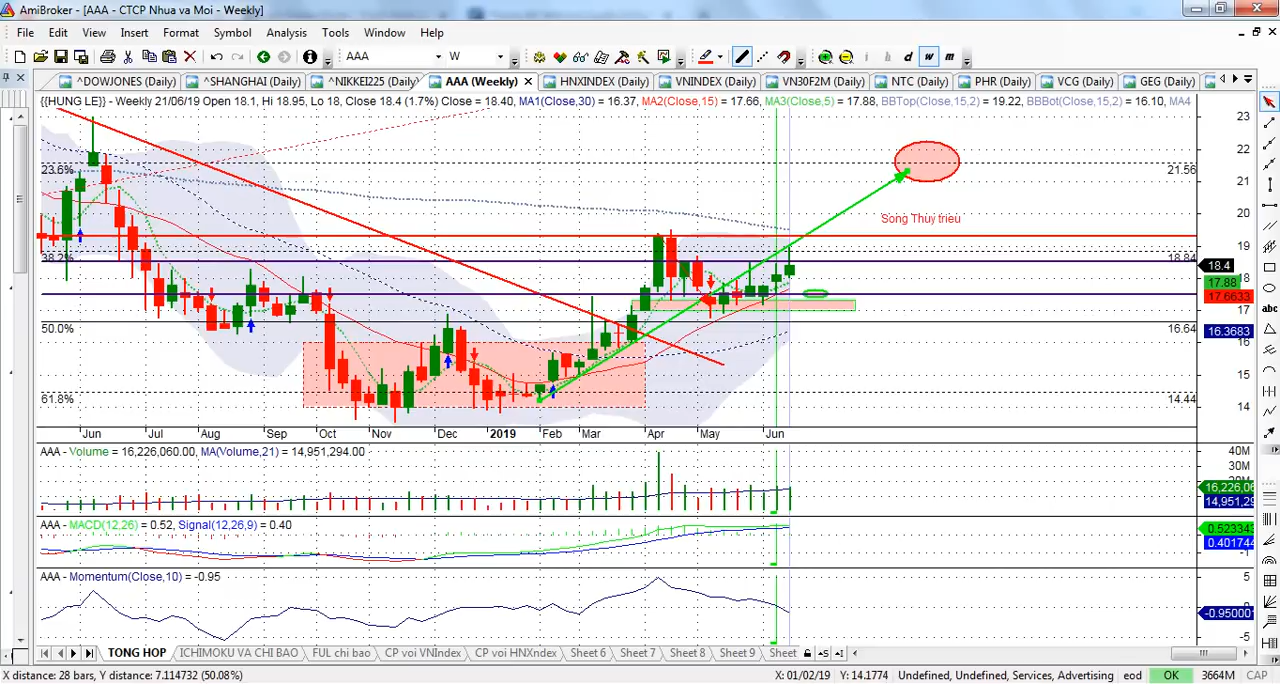 AmiBroker - [AAA - CTCP Nhua va Moi - Weekly]
File Edit View Insert Format Symbol Analysis Tools Window Help
AAA W i h d w m
^DOWJONES (Daily) ^SHANGHAI (Daily) ^NIKKEI225 (Daily) AAA (Weekly) HNXINDEX (Daily) VNINDEX (Daily) VN30F2M (Daily) NTC (Daily) PHR (Daily) VCG (Daily) GEG (Daily)
{{HUNG LE}} - Weekly 21/06/19 Open 18.1, Hi 18.95, Lo 18, Close 18.4 (1.7%) Close = 18.40, MA1(Close,30) = 16.37, MA2(Close,15) = 17.66, MA3(Close,5) = 17.88, BBTop(Close,15,2) = 19.22, BBBot(Close,15,2) = 16.10, MA4
23
22
23.6% 21.56
21
20
Song Thuy trieu
19
38.2% 18.84
18.4
18
17.88
17.6633
17
50.0% 16.64
16.3683
16
15
61.8% 14.44
14
Jun Jul Aug Sep Oct Nov Dec 2019 Feb Mar Apr May Jun
AAA - Volume = 16,226,060.00, MA(Volume,21) = 14,951,294.00
40M
30M
16,226,06
14,951,29
AAA - MACD(12,26) = 0.52, Signal(12,26,9) = 0.40
0.523343
0.401744
-1
AAA - Momentum(Close,10) = -0.95
5
0
-0.95000
-5
TONG HOP ICHIMOKU VA CHI BAO FUL chi bao CP voi VNIndex CP voi HNXindex Sheet 6 Sheet 7 Sheet 8 Sheet 9 Sheet
X distance: 28 bars, Y distance: 7.114732 (50.08%) X: 01/02/19 Y: 14.1774 Undefined, Undefined, Services, Advertising eod OK 3664M CAP